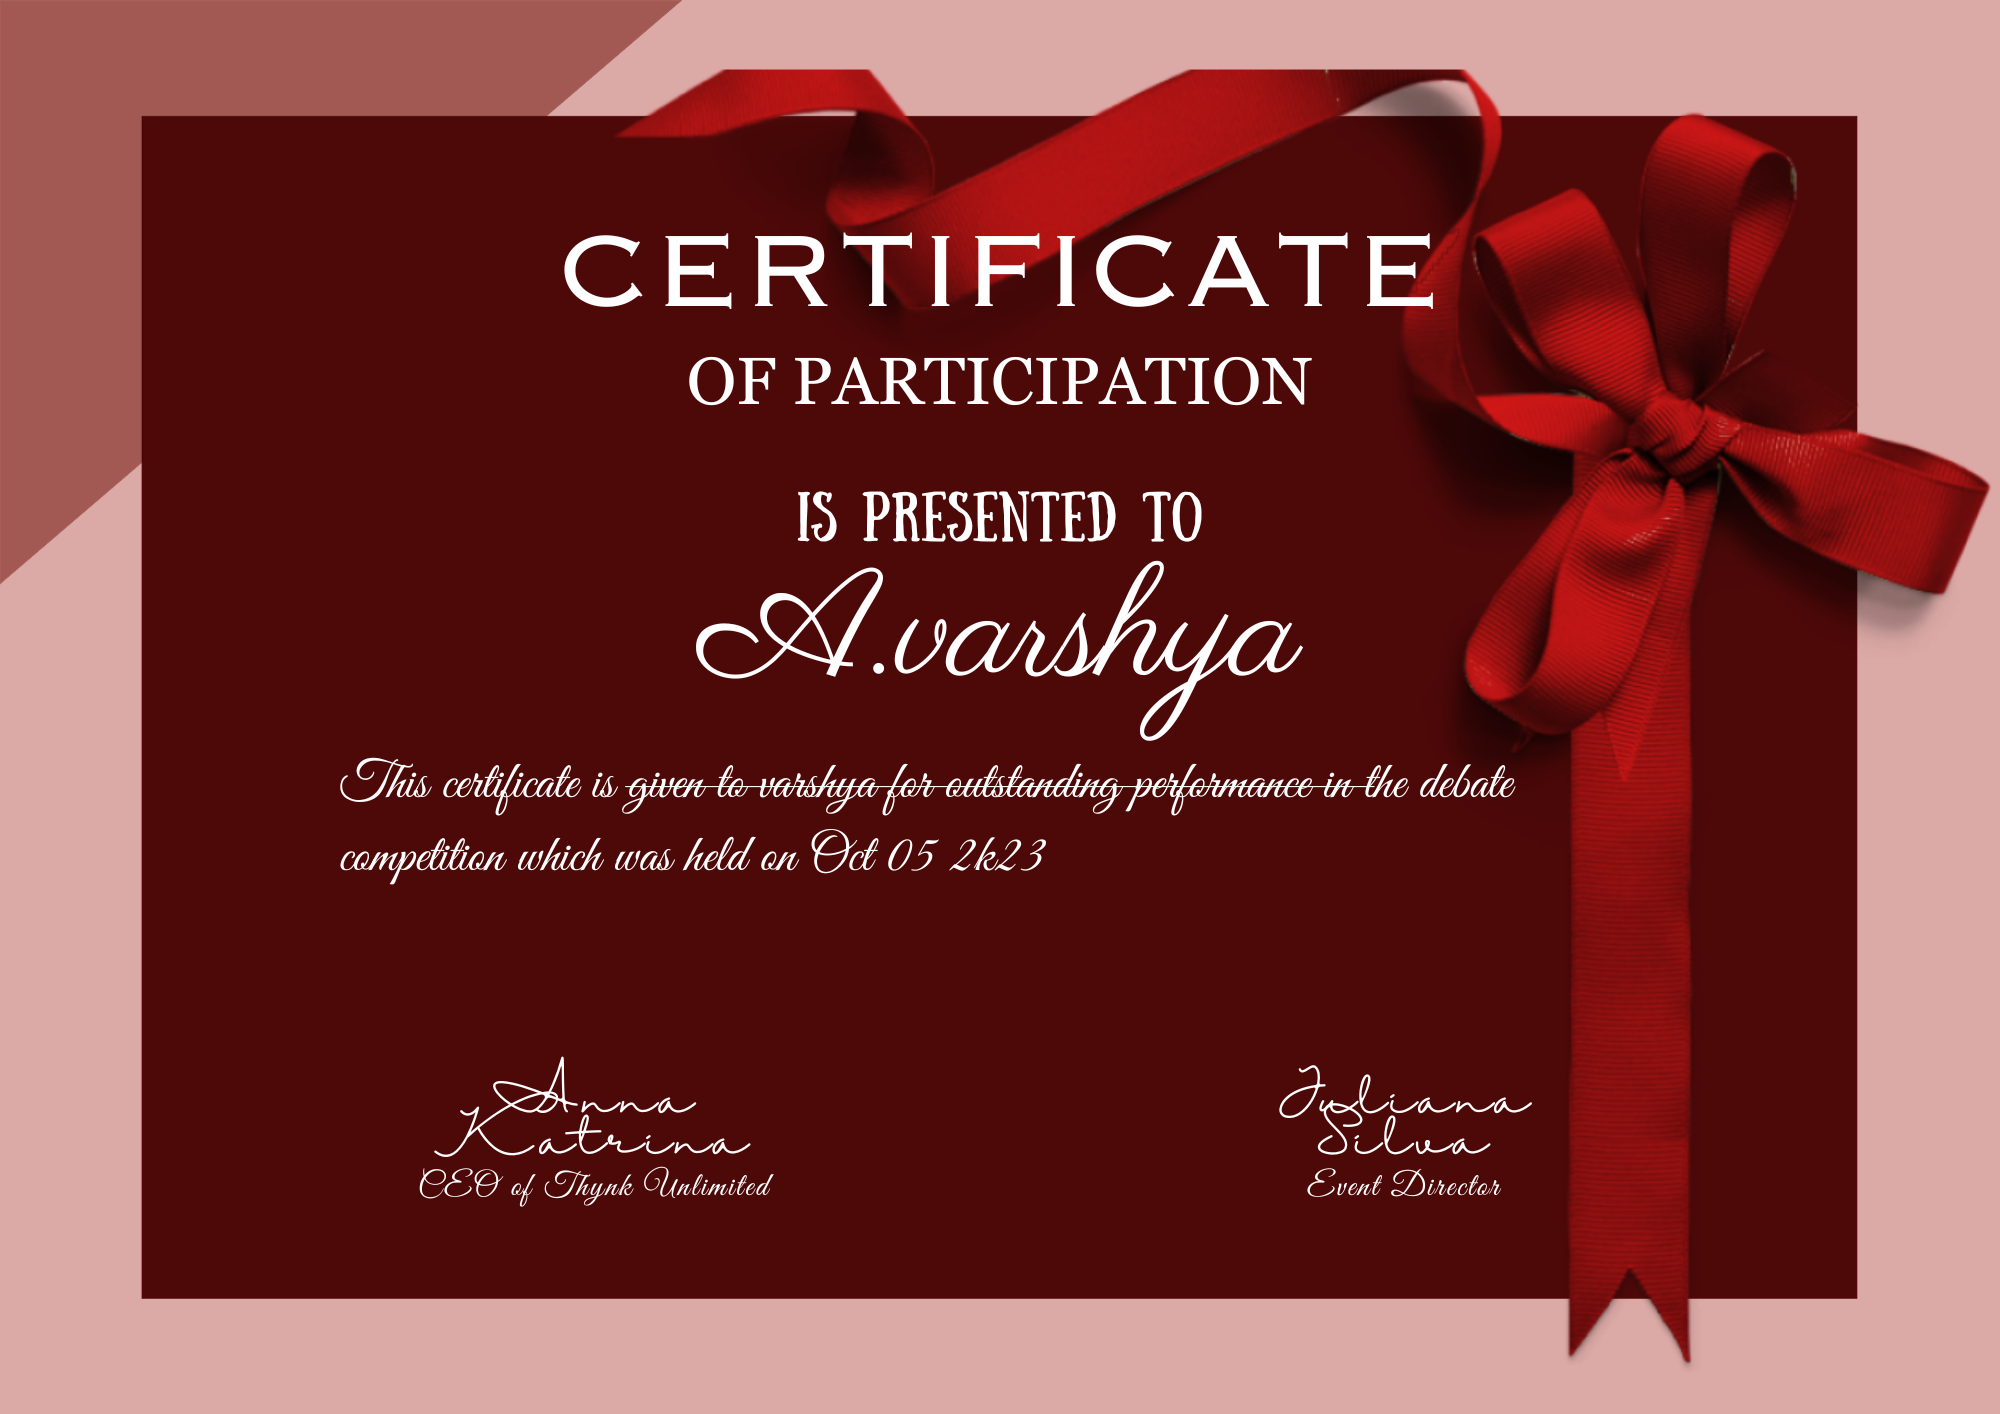 CERTIFICATE
OF PARTICIPATION
IS PRESENTED TO
A.varshya
This certificate is given to varshya for outstanding performance in the debate
competition which was held on Oct 05 2k23
Anna
Katrina
CEO of Thynk Unlimited
Juliana
Silva
Event Director